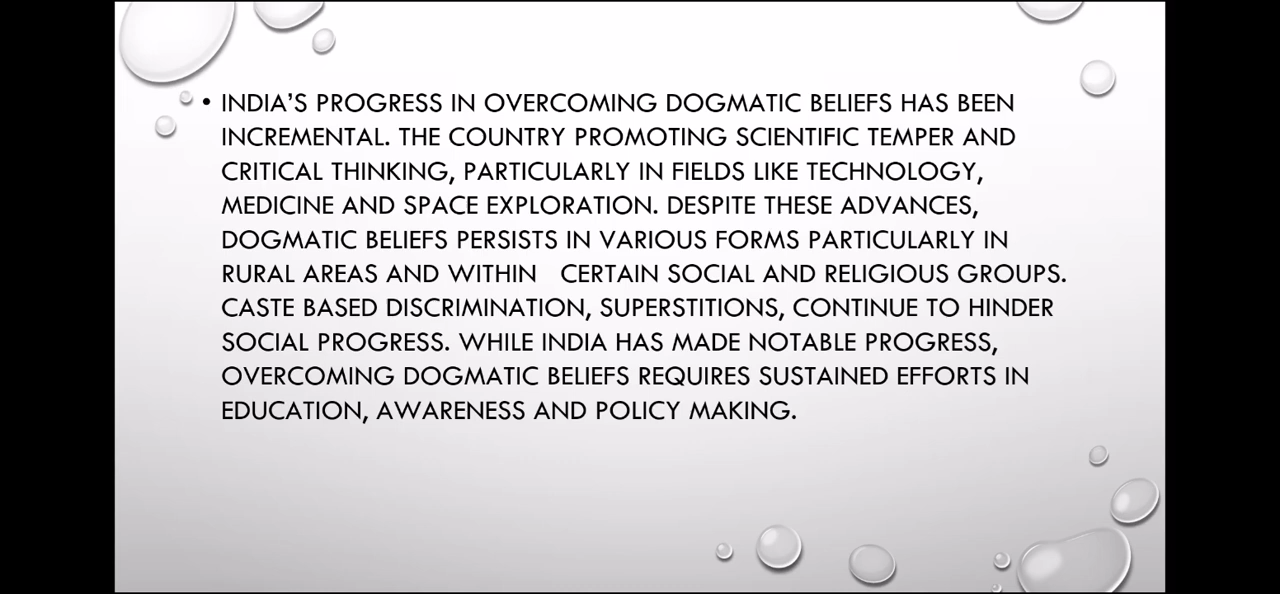 • INDIA'S PROGRESS IN OVERCOMING DOGMATIC BELIEFS HAS BEEN
INCREMENTAL. THE COUNTRY PROMOTING SCIENTIFIC TEMPER AND
CRITICAL THINKING, PARTICULARLY IN FIELDS LIKE TECHNOLOGY,
MEDICINE AND SPACE EXPLORATION. DESPITE THESE ADVANCES,
DOGMATIC BELIEFS PERSISTS IN VARIOUS FORMS PARTICULARLY IN
RURAL AREAS AND WITHIN   CERTAIN SOCIAL AND RELIGIOUS GROUPS.
CASTE BASED DISCRIMINATION, SUPERSTITIONS, CONTINUE TO HINDER
SOCIAL PROGRESS. WHILE INDIA HAS MADE NOTABLE PROGRESS,
OVERCOMING DOGMATIC BELIEFS REQUIRES SUSTAINED EFFORTS IN
EDUCATION, AWARENESS AND POLICY MAKING.